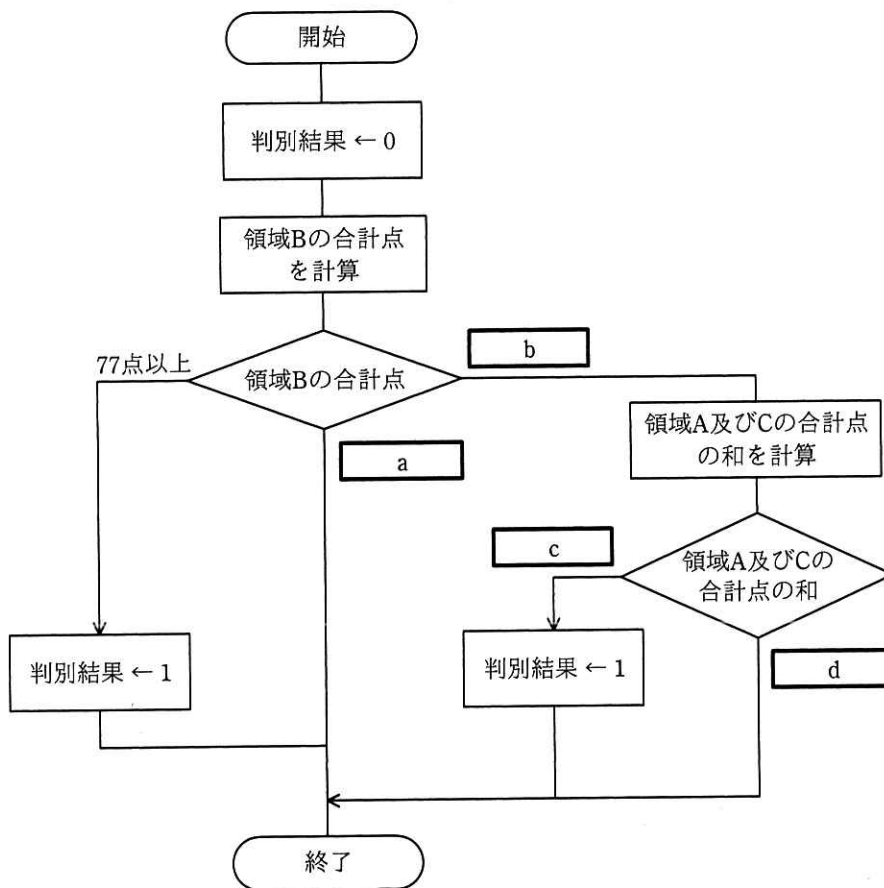 開始
判別結果 ← 0
領域Bの合計点
を計算
77点以上
領域Bの合計点
b
a
領域A及びCの合計点
の和を計算
c
領域A及びCの
合計点の和
d
判別結果 ← 1
判別結果 ← 1
終了